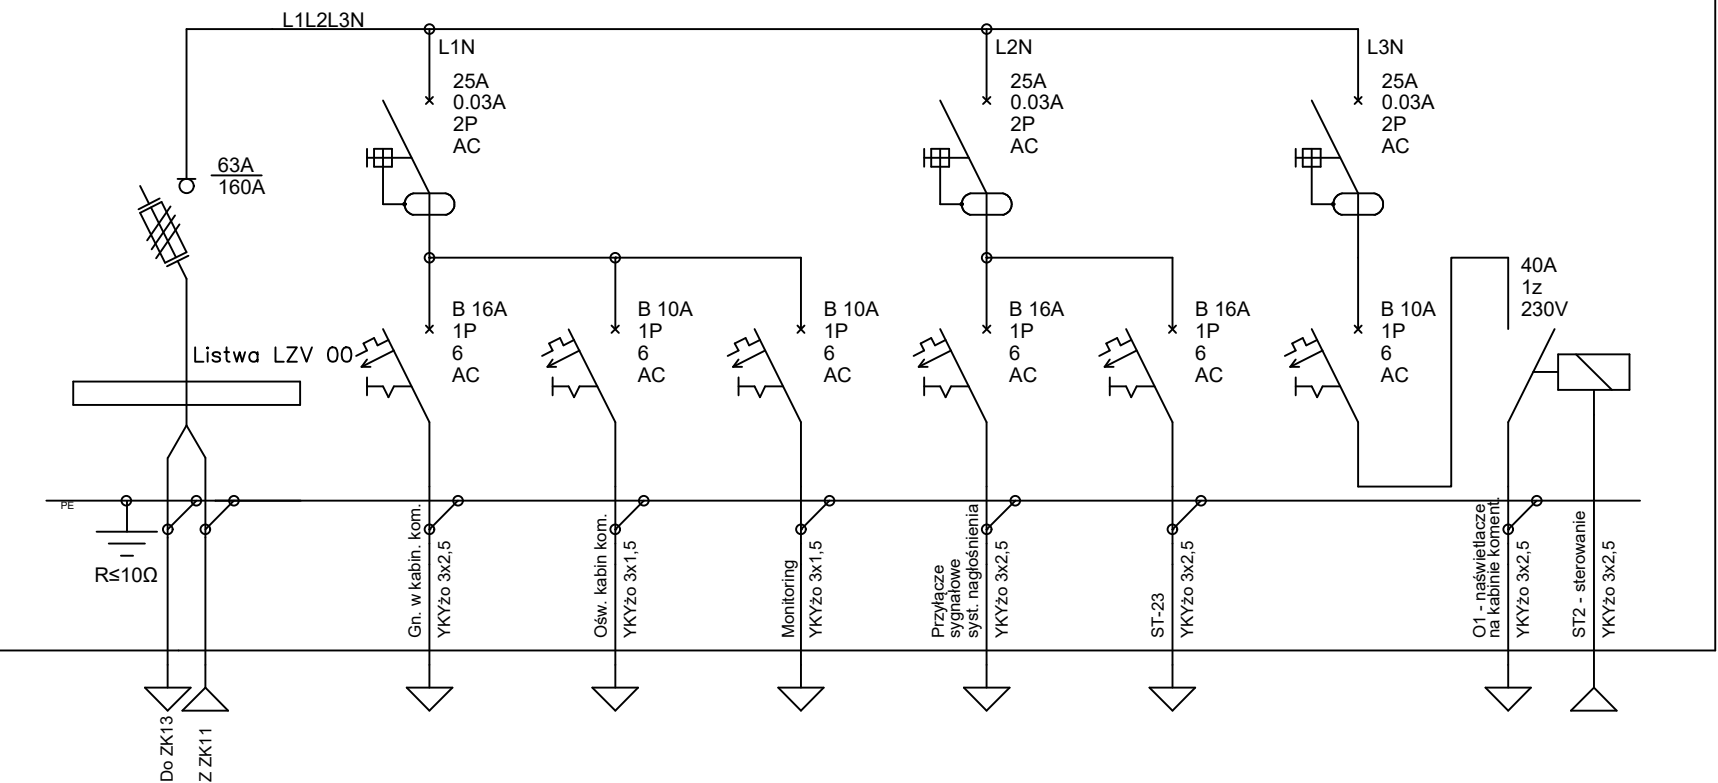 L1L2L3N
L1N
25A
0.03A
2P
AC
L2N
25A
0.03A
2P
AC
L3N
25A
0.03A
2P
AC
63A
160A
Listwa LZV 00
B 16A
1P
6
AC
B 10A
1P
6
AC
B 10A
1P
6
AC
B 16A
1P
6
AC
B 16A
1P
6
AC
B 10A
1P
6
AC
40A
1z
230V
PE
R≤10Ω
Gn. w kabin. kom.
YKYżo 3x2,5
Ośw. kabin kom.
YKYżo 3x1,5
Monitoring
YKYżo 3x1,5
Przyłącze
sygnałowe
syst. nagłośnienia
YKYżo 3x2,5
ST-23
YKYżo 3x2,5
O1 - naświetlacze
na kabinie koment.
YKYżo 3x2,5
ST2 - sterowanie
YKYżo 3x2,5
Do ZK13
Z ZK11